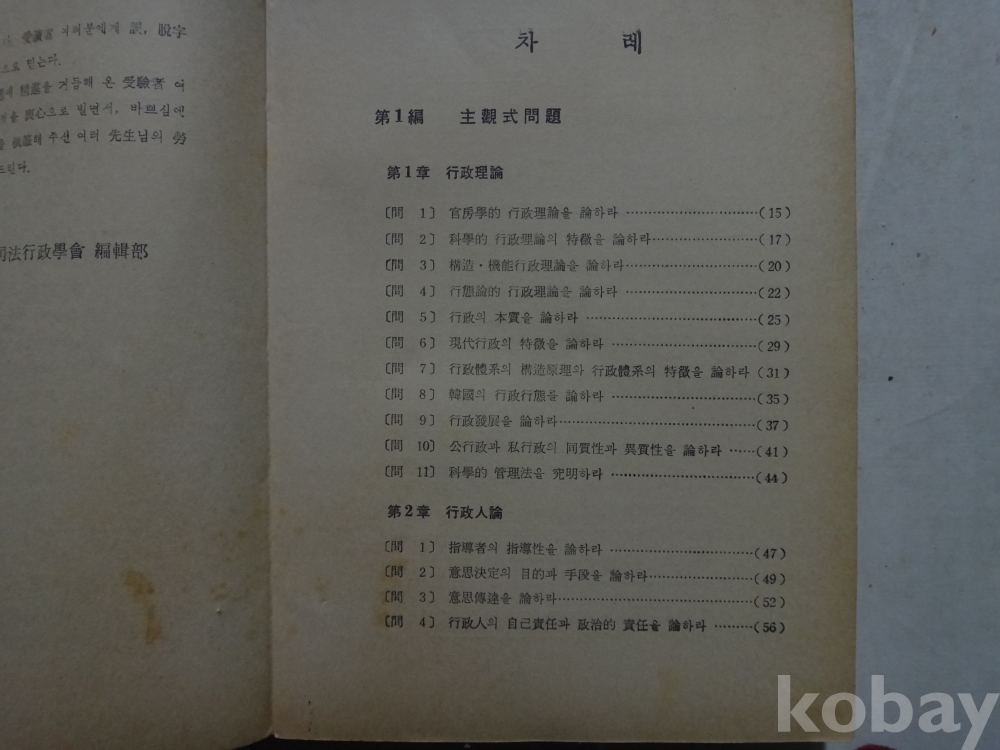 受驗者 여러분에게 誤, 脫字
으로 믿는다.
을 거듭해 온 受驗者 여
을 衷心으로 빌면서, 바쁘심에
해 주신 여러 先生님의 勞
드린다.
司法行政學會 編輯部
차 례
第1編 主觀式問題
第1章 行政理論
〔問 1〕 官房學的 行政理論을 論하라 ………(15)
〔問 2〕 科學的 行政理論의 特徵을 論하라………(17)
〔問 3〕 構造·機能行政理論을 論하라………(20)
〔問 4〕 行態論的 行政理論을 論하라 ………(22)
〔問 5〕 行政의 本質을 論하라 ………(25)
〔問 6〕 現代行政의 特徵을 論하라 ………(29)
〔問 7〕 行政體系의 構造原理와 行政體系의 特徵을 論하라 (31)
〔問 8〕 韓國의 行政行態를 論하라 ………(35)
〔問 9〕 行政發展을 論하라………(37)
〔問 10〕 公行政과 私行政의 同質性과 異質性을 論하라 ……(41)
〔問 11〕 科學的 管理法을 究明하라 ………(44)
第2章 行政人論
〔問 1〕 指導者의 指導性을 論하라 ………(47)
〔問 2〕 意思決定의 目的과 手段을 論하라………(49)
〔問 3〕 意思傳達을 論하라………(52)
〔問 4〕 行政人의 自己責任과 政治的 責任을 論하라 ………(56)
kobay